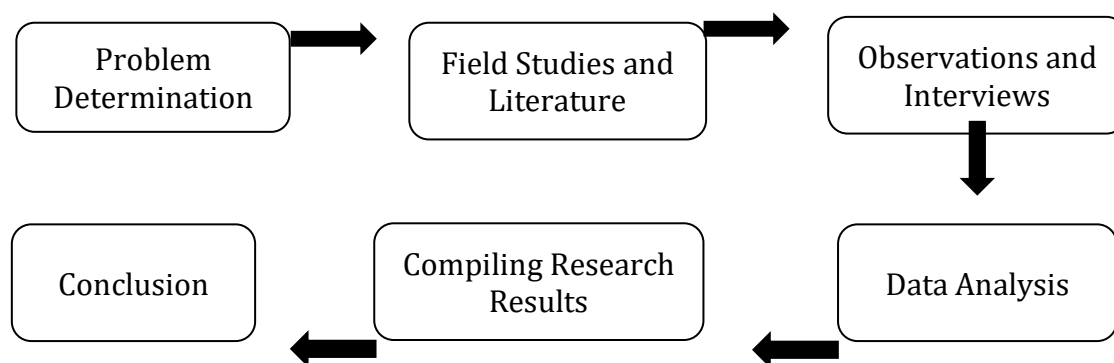 Problem
Determination
Field Studies and
Literature
Observations and
Interviews
Data Analysis
Compiling Research
Results
Conclusion